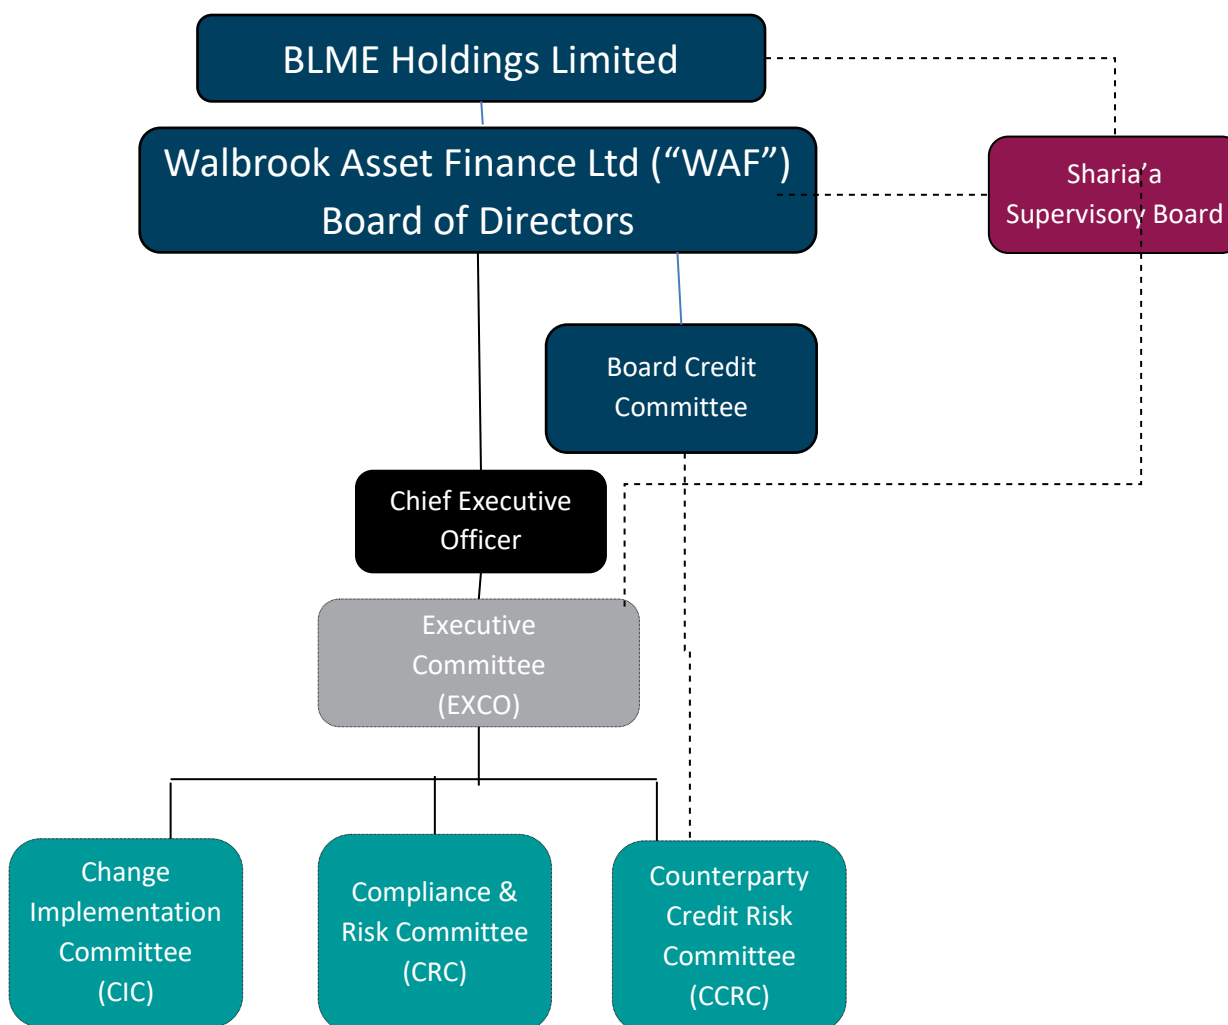 BLME Holdings Limited
Walbrook Asset Finance Ltd (“WAF”)
Board of Directors
Sharia’a
Supervisory Board
Board Credit
Committee
Chief Executive
Officer
Executive
Committee
(EXCO)
Change
Implementation
Committee
(CIC)
Compliance &
Risk Committee
(CRC)
Counterparty
Credit Risk
Committee
(CCRC)